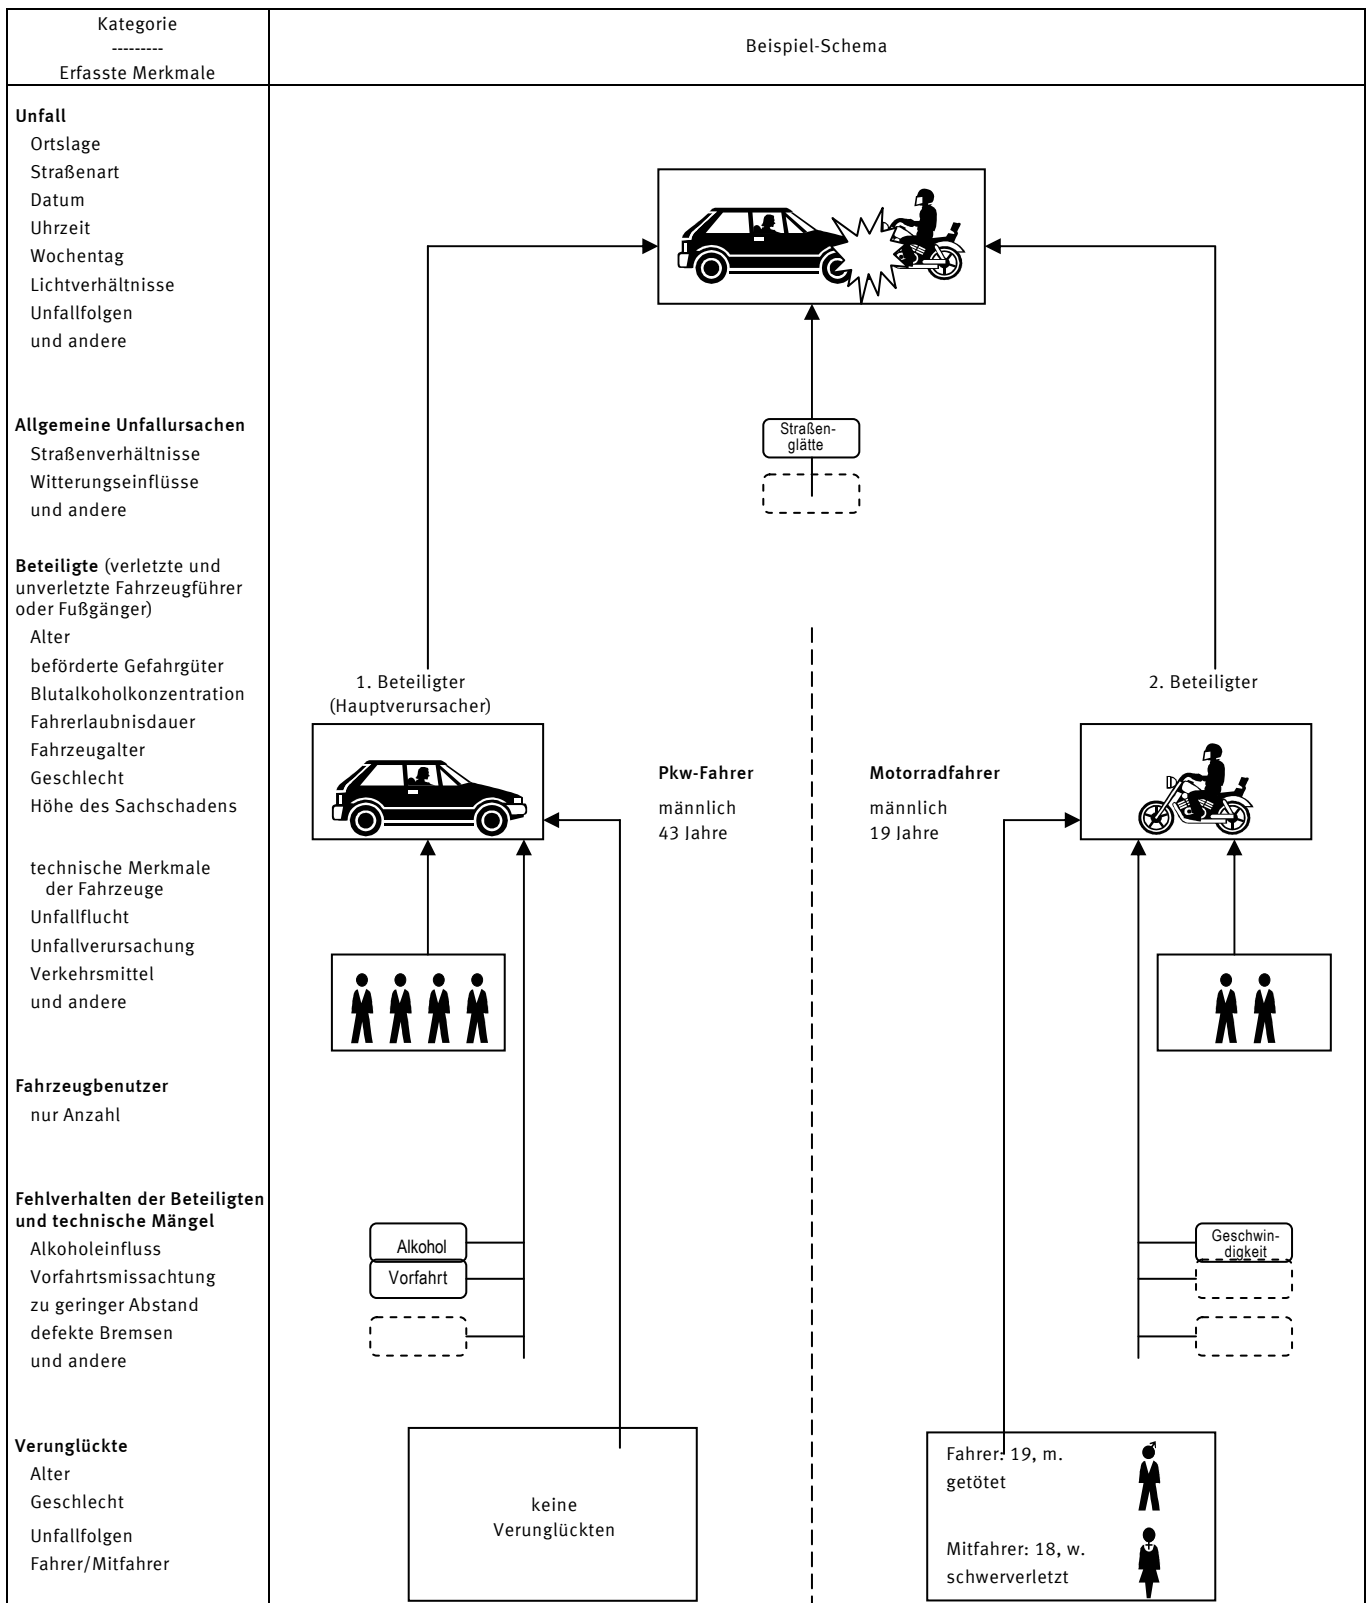 Kategorie
---------
Erfasste Merkmale
Beispiel-Schema
Unfall
Ortslage
Straßenart
Datum
Uhrzeit
Wochentag
Lichtverhältnisse
Unfallfolgen
und andere
Allgemeine Unfallursachen
Straßenverhältnisse
Witterungseinflüsse
und andere
Straßen-
glätte
Beteiligte (verletzte und
unverletzte Fahrzeugführer
oder Fußgänger)
Alter
beförderte Gefahrgüter
Blutalkoholkonzentration
Fahrerlaubnisdauer
Fahrzeugalter
Geschlecht
Höhe des Sachschadens
technische Merkmale
der Fahrzeuge
Unfallflucht
Unfallverursachung
Verkehrsmittel
und andere
1. Beteiligter
(Hauptverursacher)
Pkw-Fahrer
männlich
43 Jahre
Motorradfahrer
männlich
19 Jahre
2. Beteiligter
Fahrzeugbenutzer
nur Anzahl
Fehlverhalten der Beteiligten
und technische Mängel
Alkoholeinfluss
Vorfahrtsmissachtung
zu geringer Abstand
defekte Bremsen
und andere
Alkohol
Vorfahrt
Geschwin-
digkeit
Verunglückte
Alter
Geschlecht
Unfallfolgen
Fahrer/Mitfahrer
keine
Verunglückten
Fahrer: 19, m.
getötet
Mitfahrer: 18, w.
schwerverletzt